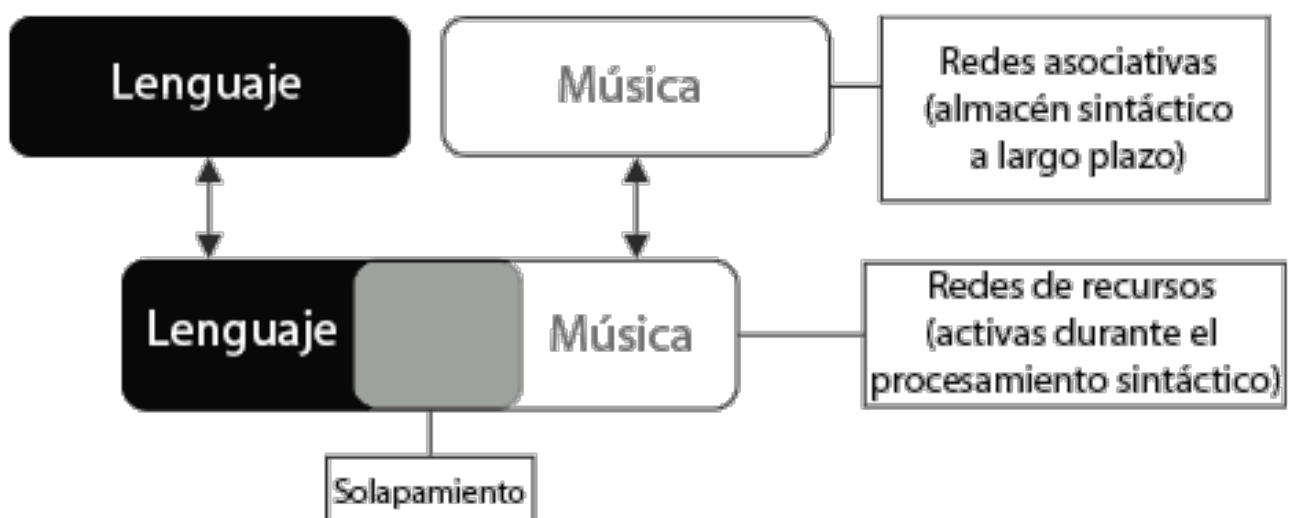 Lenguaje
Música
Redes asociativas
(almacén sintáctico
a largo plazo)
Lenguaje
Música
Redes de recursos
(activas durante el
procesamiento sintáctico)
Solapamiento